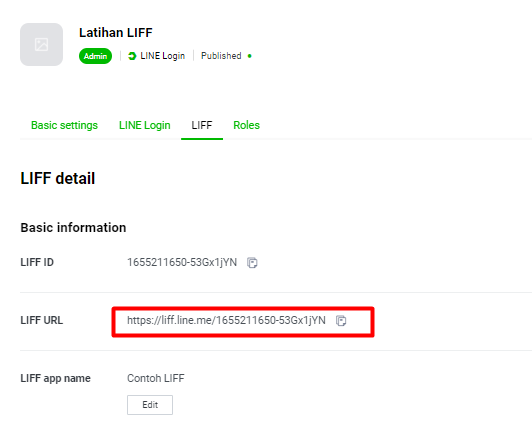 Latihan LIFF
Admin LINE Login Published
Basic settings LINE Login LIFF Roles
LIFF detail
Basic information
LIFF ID 1655211650-53Gx1jYN
LIFF URL https://liff.line.me/1655211650-53Gx1jYN
LIFF app name Contoh LIFF
Edit